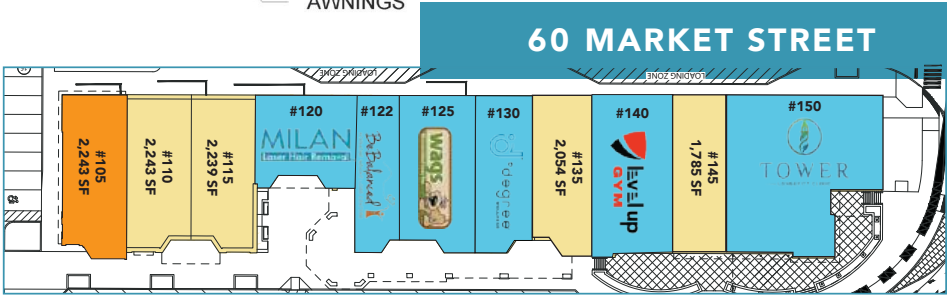 AWNINGS
60 MARKET STREET
LOADING ZONE
LOADING ZONE
#105
2,243 SF
#110
2,243 SF
#115
2,239 SF
#120
MILAN
Laser Hair Removal
#122
BeBalanced
#125
wags
#130
°degree
#135
2,054 SF
#140
level up
GYM
#145
1,785 SF
#150
TOWER